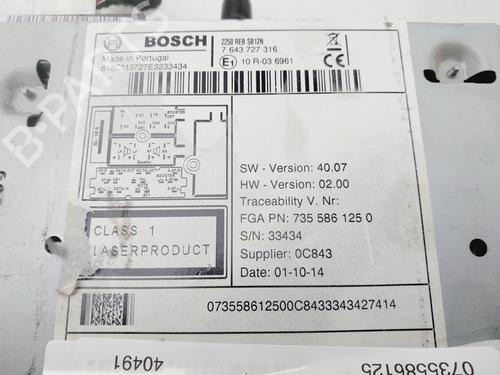 BOSCH
2250 REB SB12N
7 643 727 316
Made in Portugal
E1 10 R-03 6961
CLASS 1
LASERPRODUCT
SW - Version: 40.07
HW - Version: 02.00
Traceability V. Nr:
FGA PN: 735 586 125 0
S/N: 33434
Supplier: 0C843
Date: 01-10-14
073558612500C8433343427414
40491
0735586125